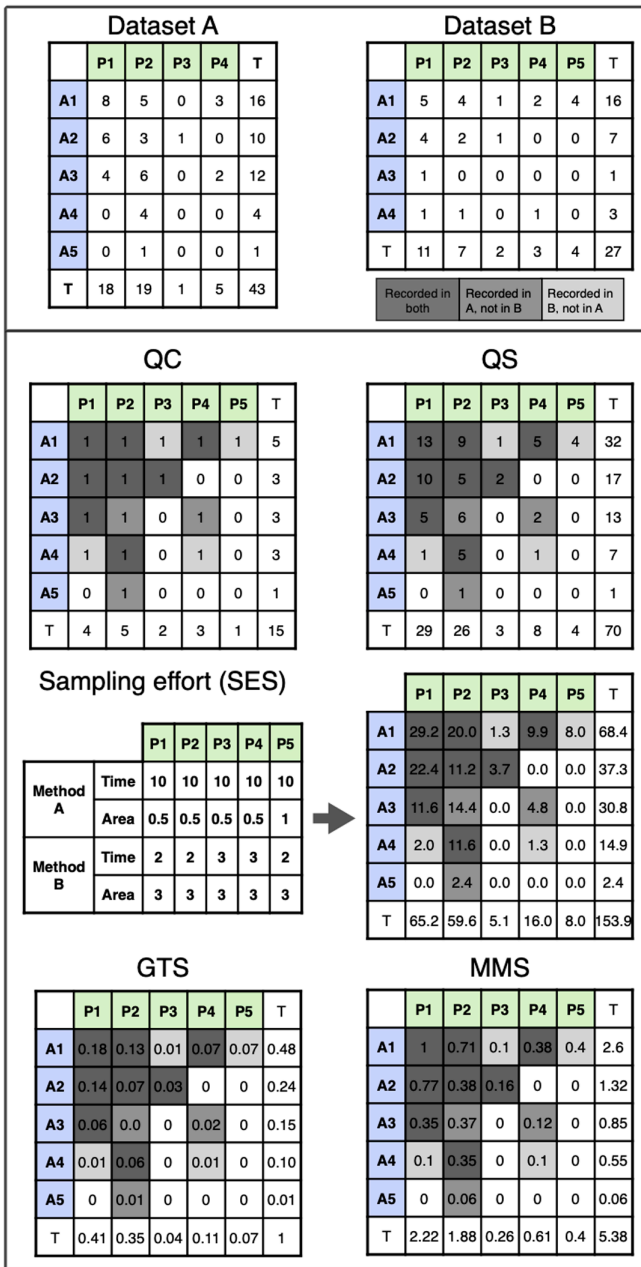 Dataset A
P1 P2 P3 P4 T
A1 8 5 0 3 16
A2 6 3 1 0 10
A3 4 6 0 2 12
A4 0 4 0 0 4
A5 0 1 0 0 1
T 18 19 1 5 43
Dataset B
P1 P2 P3 P4 P5 T
A1 5 4 1 2 4 16
A2 4 2 1 0 0 7
A3 1 0 0 0 0 1
A4 1 1 0 1 0 3
T 11 7 2 3 4 27
Recorded in
both
Recorded in
A, not in B
Recorded in
B, not in A
QC
P1 P2 P3 P4 P5 T
A1 1 1 1 1 1 5
A2 1 1 1 0 0 3
A3 1 1 0 1 0 3
A4 1 1 0 1 0 3
A5 0 1 0 0 0 1
T 4 5 2 3 1 15
QS
P1 P2 P3 P4 P5 T
A1 13 9 1 5 4 32
A2 10 5 2 0 0 17
A3 5 6 0 2 0 13
A4 1 5 0 1 0 7
A5 0 1 0 0 0 1
T 29 26 3 8 4 70
Sampling effort (SES)
P1 P2 P3 P4 P5
Method
A
Time 10 10 10 10 10
Area 0.5 0.5 0.5 0.5 1
Method
B
Time 2 2 3 3 2
Area 3 3 3 3 3
P1 P2 P3 P4 P5 T
A1 29.2 20.0 1.3 9.9 8.0 68.4
A2 22.4 11.2 3.7 0.0 0.0 37.3
A3 11.6 14.4 0.0 4.8 0.0 30.8
A4 2.0 11.6 0.0 1.3 0.0 14.9
A5 0.0 2.4 0.0 0.0 0.0 2.4
T 65.2 59.6 5.1 16.0 8.0 153.9
GTS
P1 P2 P3 P4 P5 T
A1 0.18 0.13 0.01 0.07 0.07 0.48
A2 0.14 0.07 0.03 0 0 0.24
A3 0.06 0.0 0 0.02 0 0.15
A4 0.01 0.06 0 0.01 0 0.10
A5 0 0.01 0 0 0 0.01
T 0.41 0.35 0.04 0.11 0.07 1
MMS
P1 P2 P3 P4 P5 T
A1 1 0.71 0.1 0.38 0.4 2.6
A2 0.77 0.38 0.16 0 0 1.32
A3 0.35 0.37 0 0.12 0 0.85
A4 0.1 0.35 0 0.1 0 0.55
A5 0 0.06 0 0 0 0.06
T 2.22 1.88 0.26 0.61 0.4 5.38